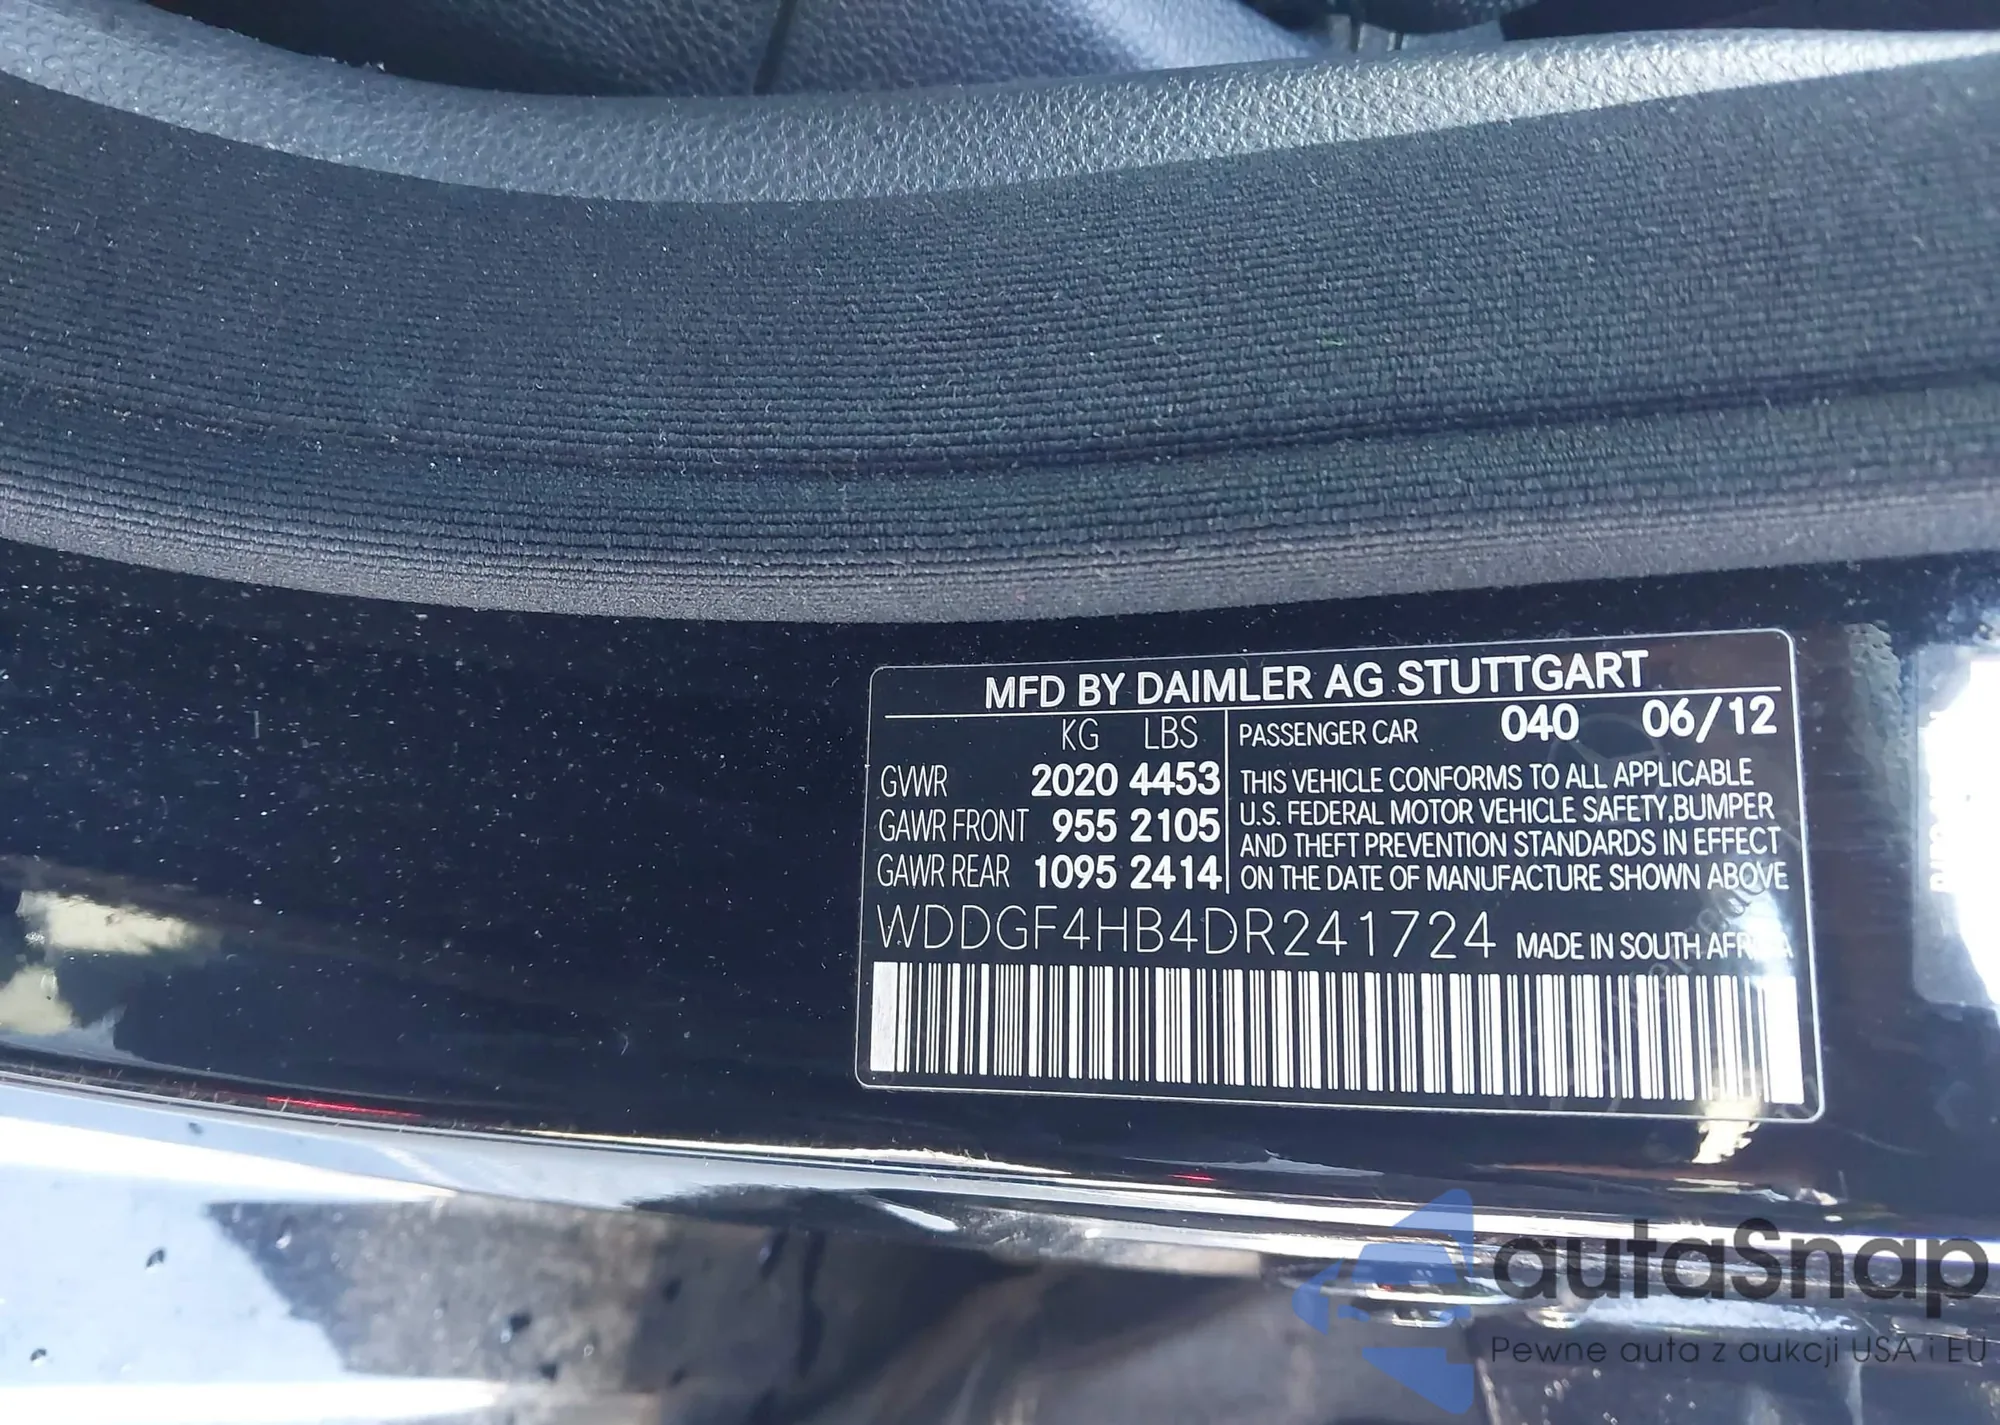 MFD BY DAIMLER AG STUTTGART
KG LBS
GVWR 2020 4453
GAWR FRONT 955 2105
GAWR REAR 1095 2414
PASSENGER CAR 040 06/12
THIS VEHICLE CONFORMS TO ALL APPLICABLE
U.S. FEDERAL MOTOR VEHICLE SAFETY, BUMPER
AND THEFT PREVENTION STANDARDS IN EFFECT
ON THE DATE OF MANUFACTURE SHOWN ABOVE
WDDGF4HB4DR241724 MADE IN SOUTH AFRICA
autaSnap
Pewne auta z aukcji USA i EU